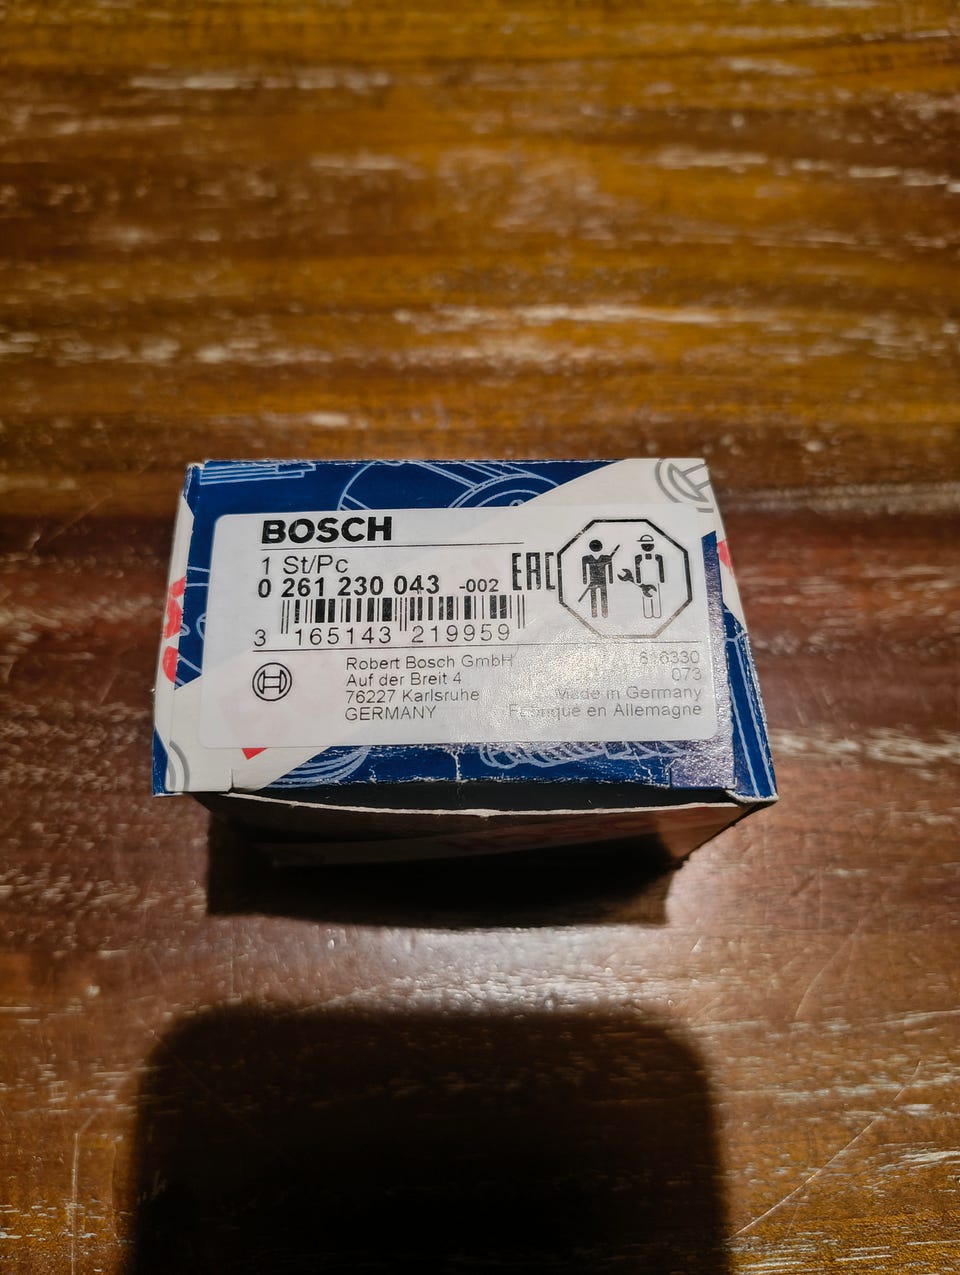 BOSCH
1 St/Pc
0 261 230 043 -002
EAC
3 165143 219959
Robert Bosch GmbH
Auf der Breit 4
76227 Karlsruhe
GERMANY
616330
073
Made in Germany
Fabriqué en Allemagne